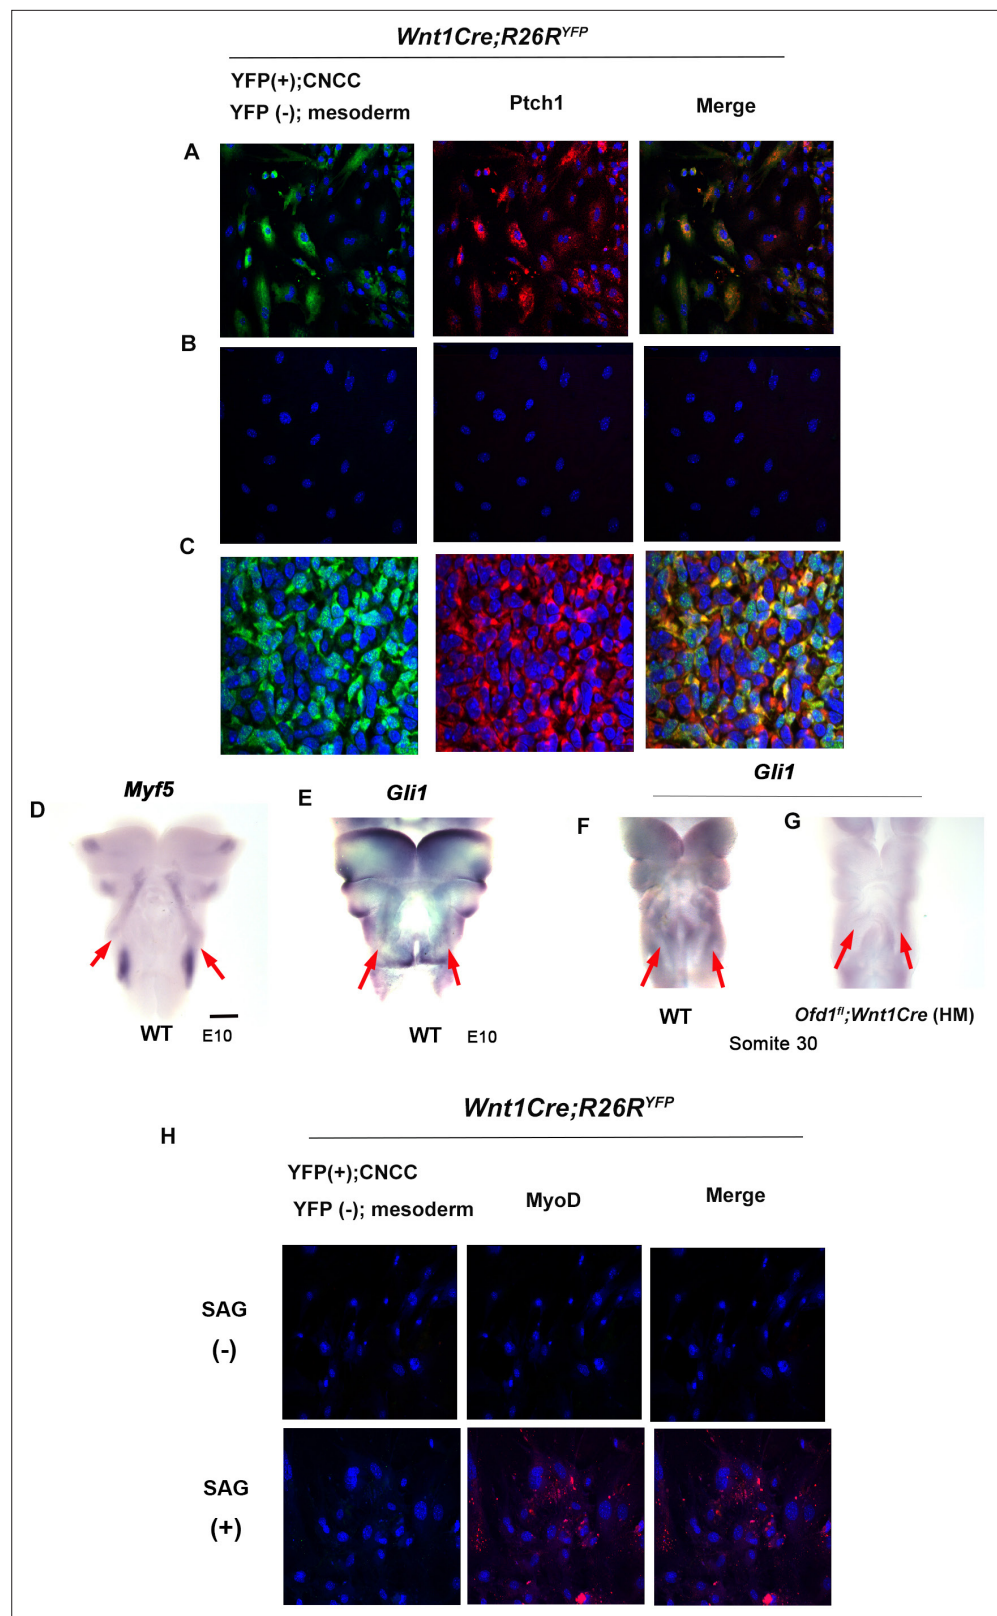 Wnt1Cre;R26RYFP
YFP(+);CNCC
YFP (-); mesoderm
Ptch1
Merge
A
B
C
Myf5
Gli1
Gli1
D
E
F
G
WT
E10
WT
E10
WT
Ofd1fl;Wnt1Cre (HM)
Somite 30
Wnt1Cre;R26RYFP
H
YFP(+);CNCC
YFP (-); mesoderm
MyoD
Merge
SAG
(-)
SAG
(+)